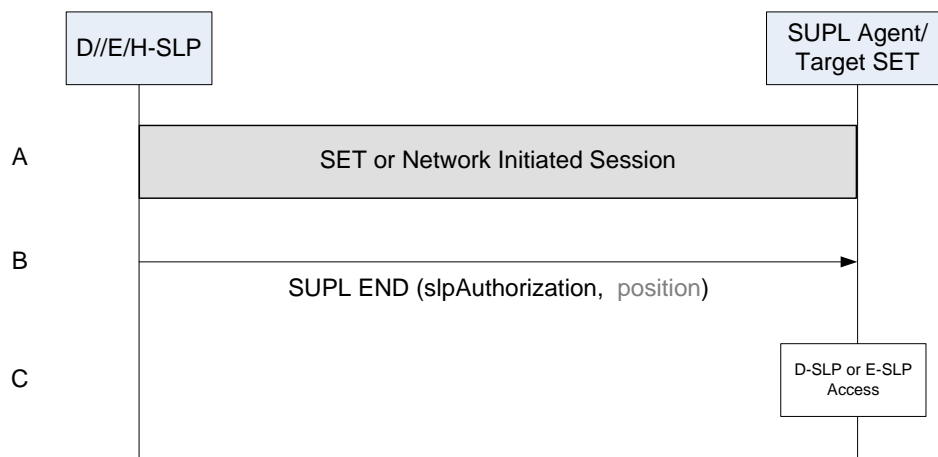 D//E/H-SLP
SUPL Agent/
Target SET
A
SET or Network Initiated Session
B
SUPL END (slpAuthorization, position)
C
D-SLP or E-SLP
Access